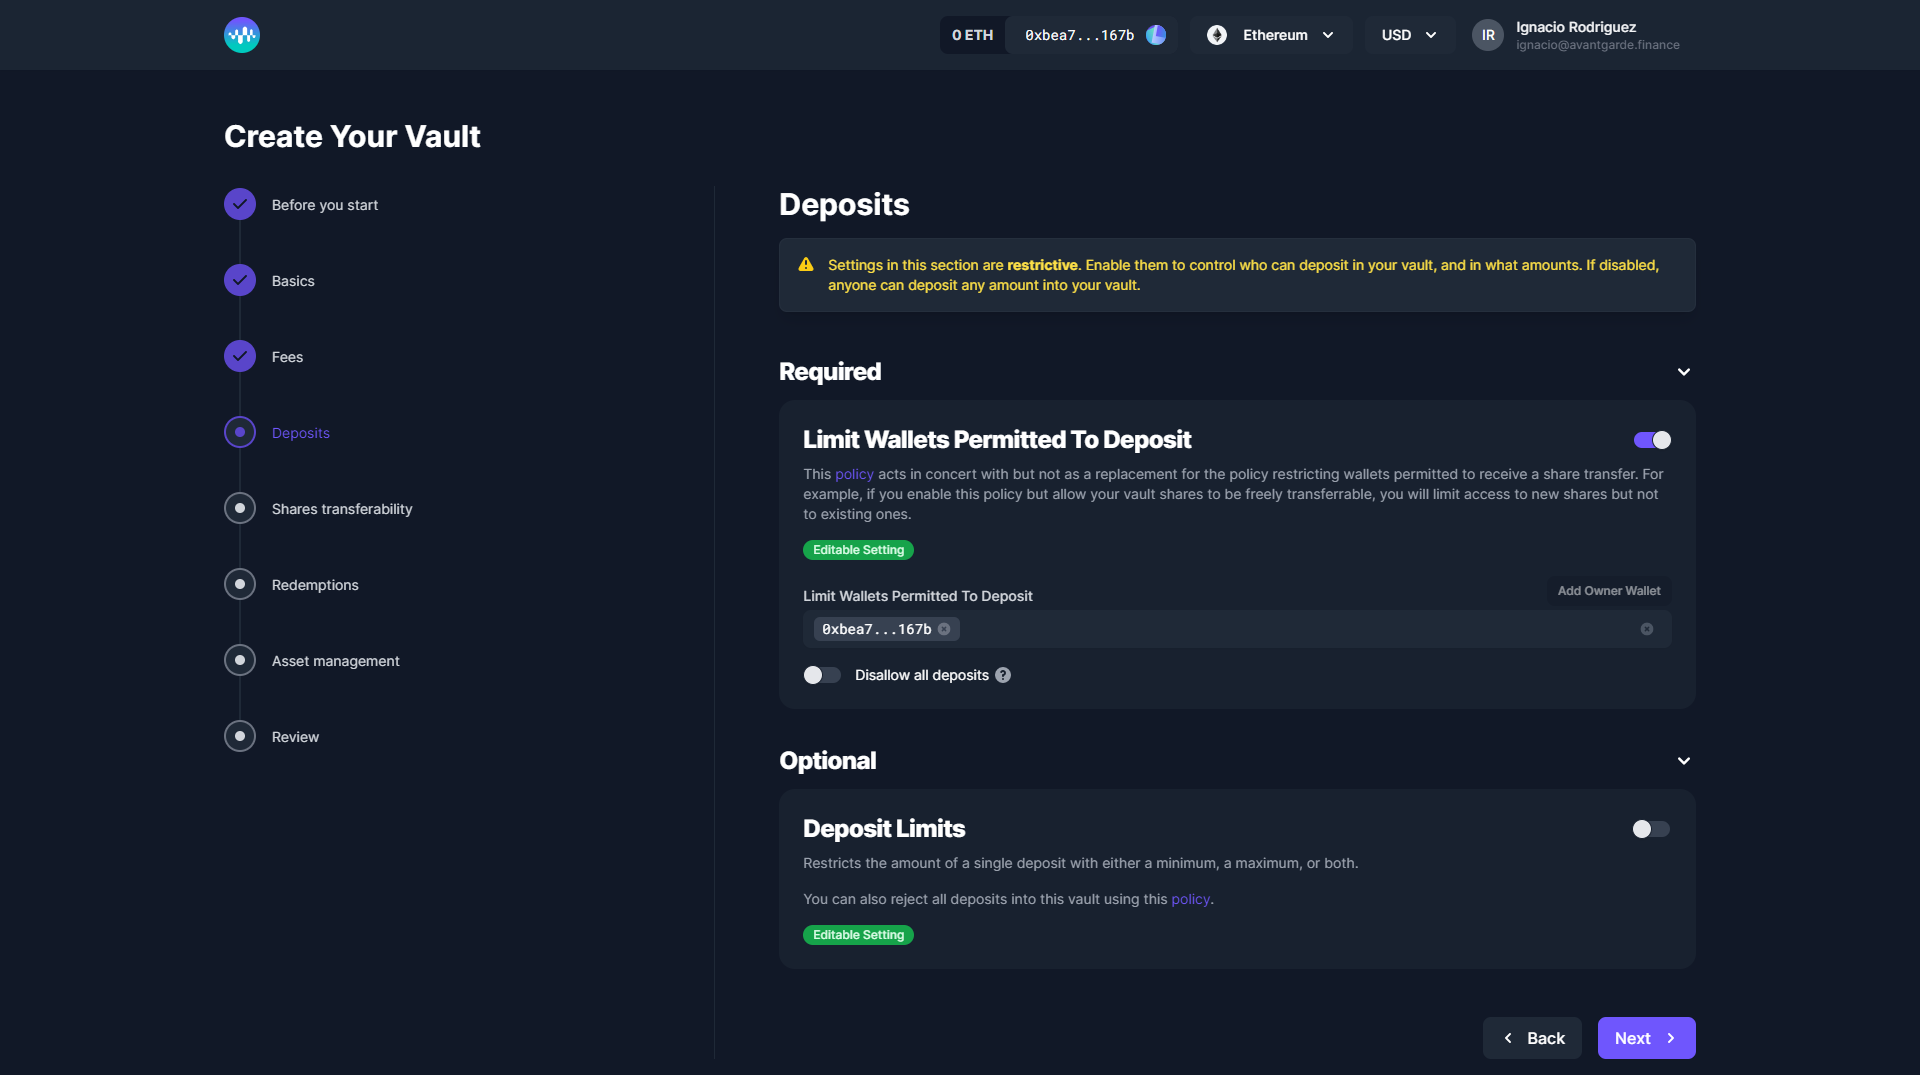 0 ETH
0xbea7...167b
Ethereum
USD
IR
Ignacio Rodriguez
ignacio@avantgarde.finance
Create Your Vault
Before you start
Basics
Fees
Deposits
Shares transferability
Redemptions
Asset management
Review
Deposits
Settings in this section are restrictive. Enable them to control who can deposit in your vault, and in what amounts. If disabled,
anyone can deposit any amount into your vault.
Required
Limit Wallets Permitted To Deposit
This policy acts in concert with but not as a replacement for the policy restricting wallets permitted to receive a share transfer. For
example, if you enable this policy but allow your vault shares to be freely transferrable, you will limit access to new shares but not
to existing ones.
Editable Setting
Limit Wallets Permitted To Deposit
Add Owner Wallet
0xbea7...167b
Disallow all deposits
Optional
Deposit Limits
Restricts the amount of a single deposit with either a minimum, a maximum, or both.
You can also reject all deposits into this vault using this policy.
Editable Setting
Back
Next